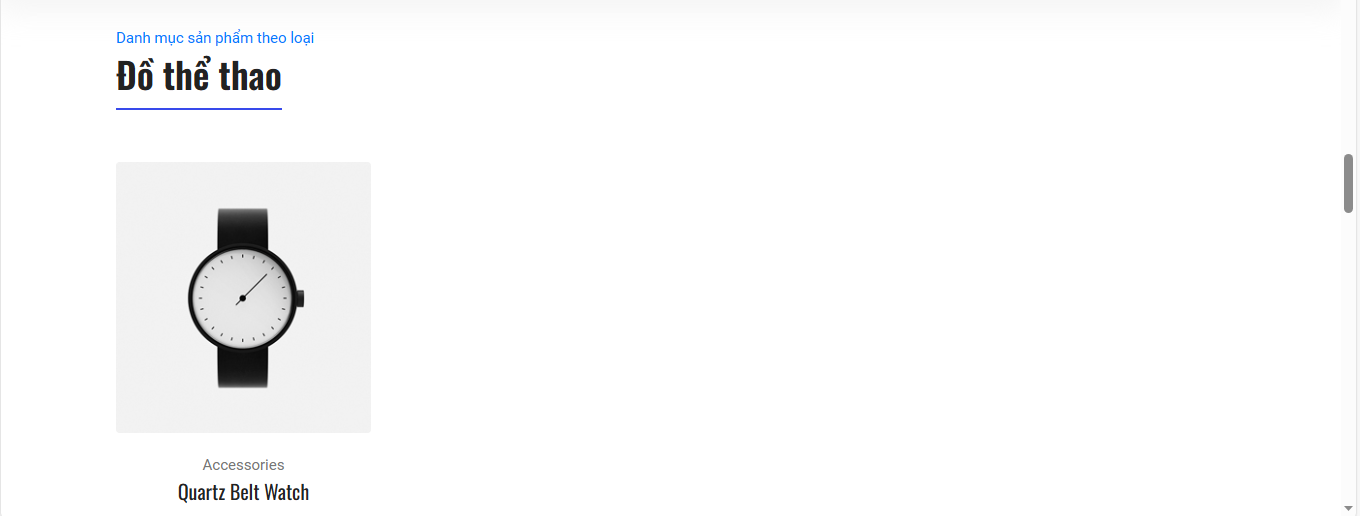 Danh mục sản phẩm theo loại
Đồ thể thao
Accessories
Quartz Belt Watch